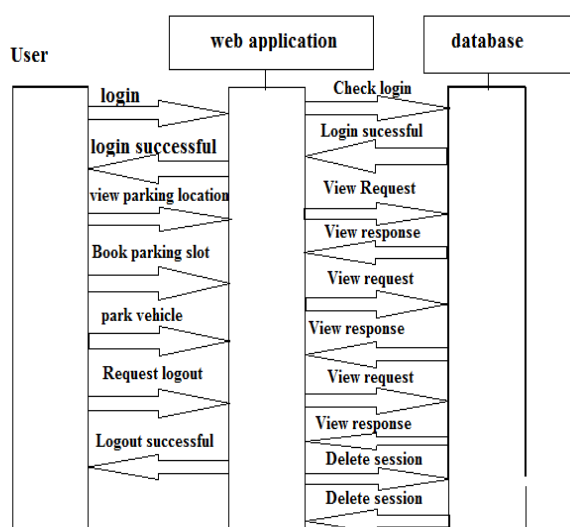 User
web application
database
login
Check login
login successful
Login sucessful
view parking location
View Request
View response
Book parking slot
View request
park vehicle
View response
Request logout
View request
View response
Logout successful
Delete session
Delete session